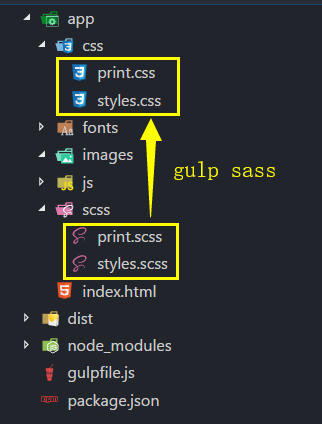 app
css
print.css
styles.css
fonts
images
gulp sass
js
scss
print.scss
styles.scss
index.html
dist
node_modules
gulpfile.js
package.json